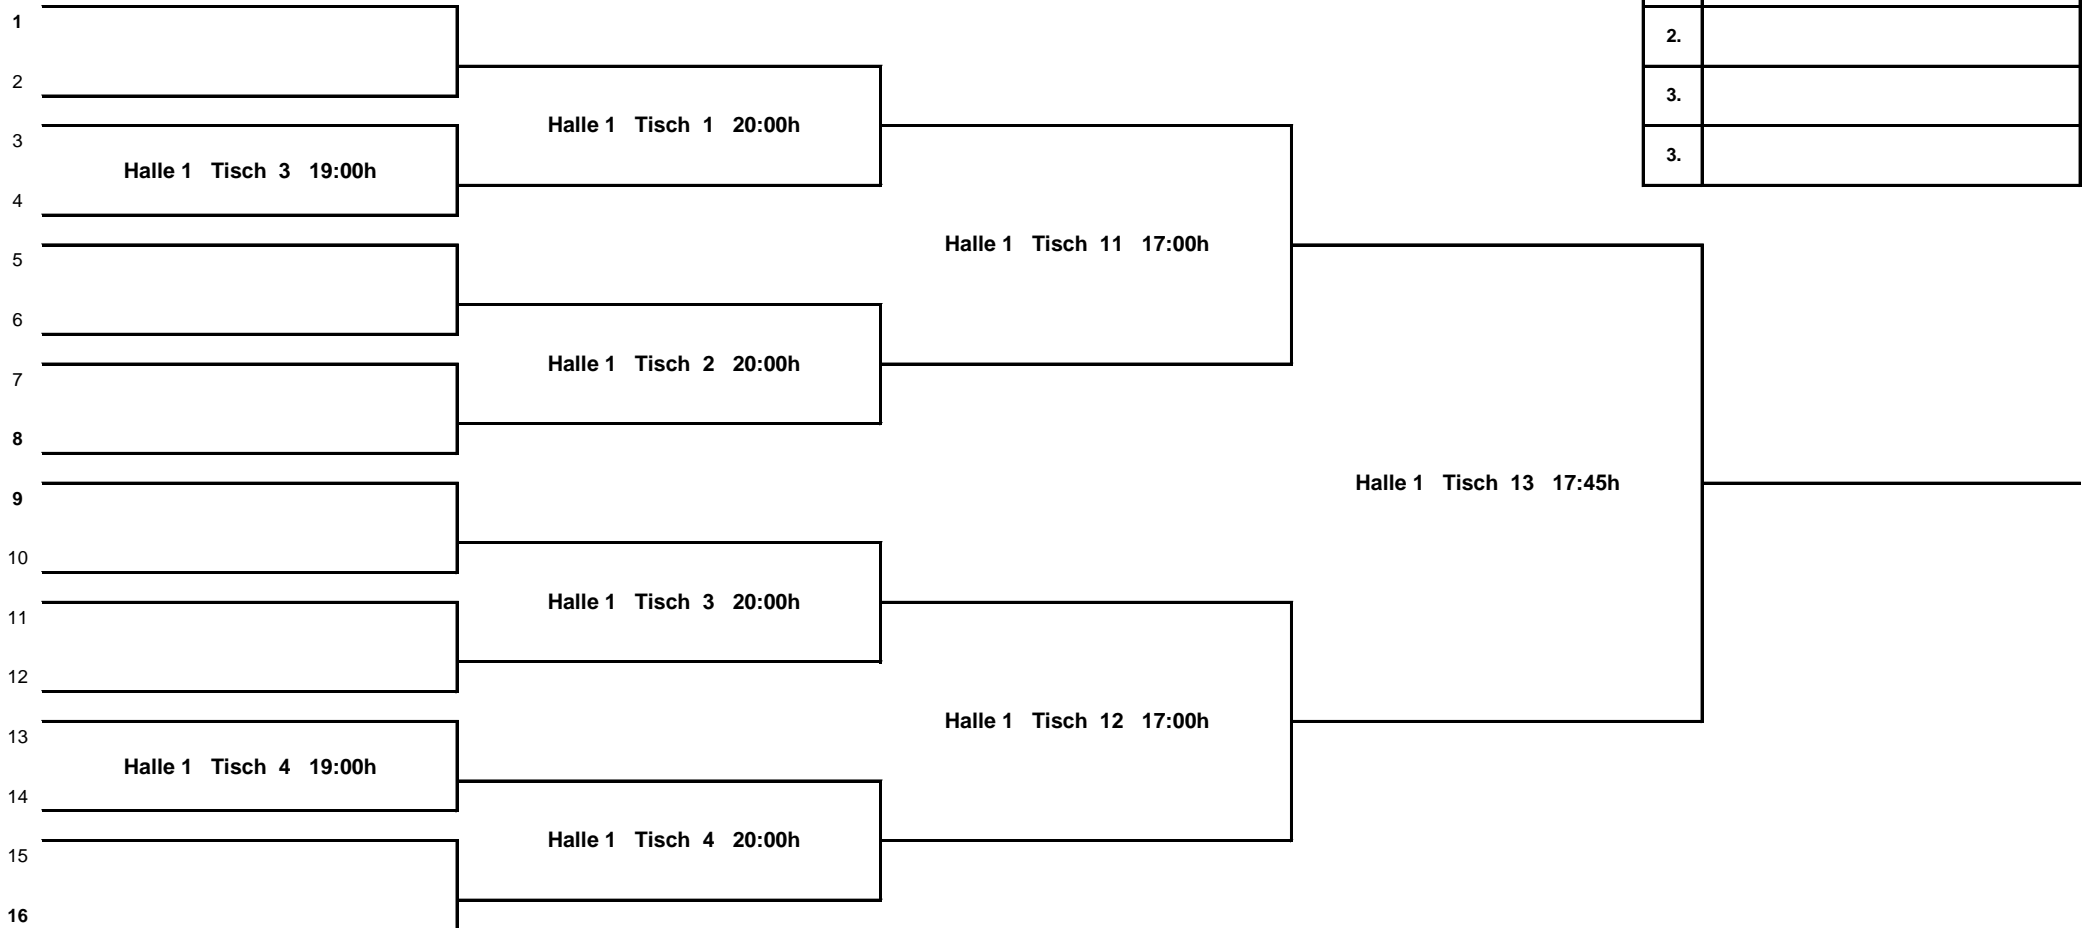 1
2.
2
3.
Halle 1 Tisch 1 20:00h
3
3.
Halle 1 Tisch 3 19:00h
4
Halle 1 Tisch 11 17:00h
5
6
Halle 1 Tisch 2 20:00h
7
8
Halle 1 Tisch 13 17:45h
9
10
Halle 1 Tisch 3 20:00h
11
12
Halle 1 Tisch 12 17:00h
13
Halle 1 Tisch 4 19:00h
14
Halle 1 Tisch 4 20:00h
15
16